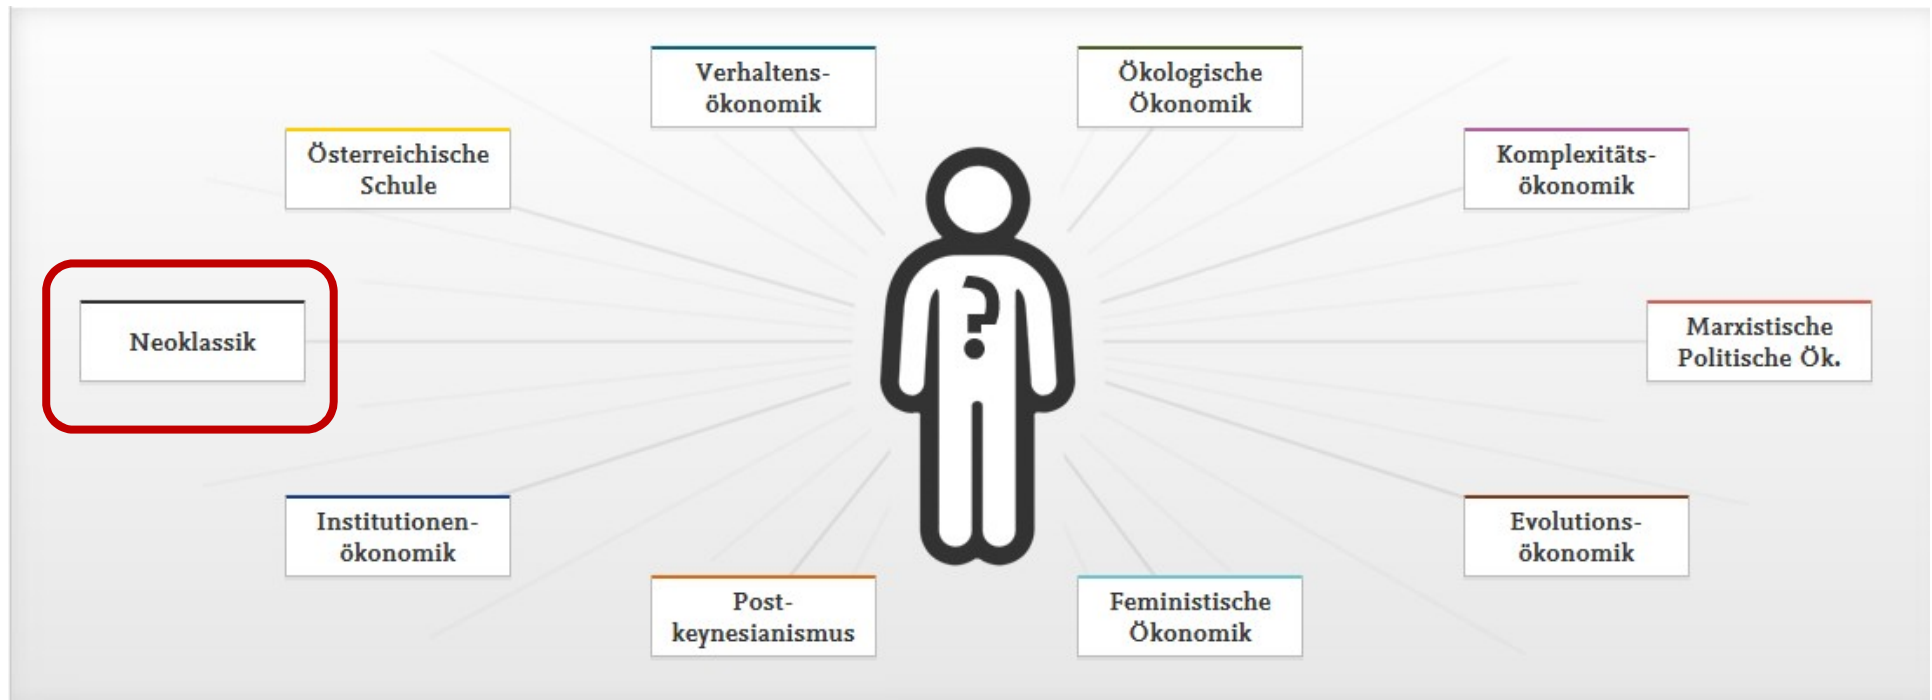 Verhaltens-
ökonomik
Ökologische
Ökonomik
Österreichische
Schule
Komplexitäts-
ökonomik
Neoklassik
?
Marxistische
Politische Ök.
Institutionen-
ökonomik
Evolutions-
ökonomik
Post-
keynesianismus
Feministische
Ökonomik